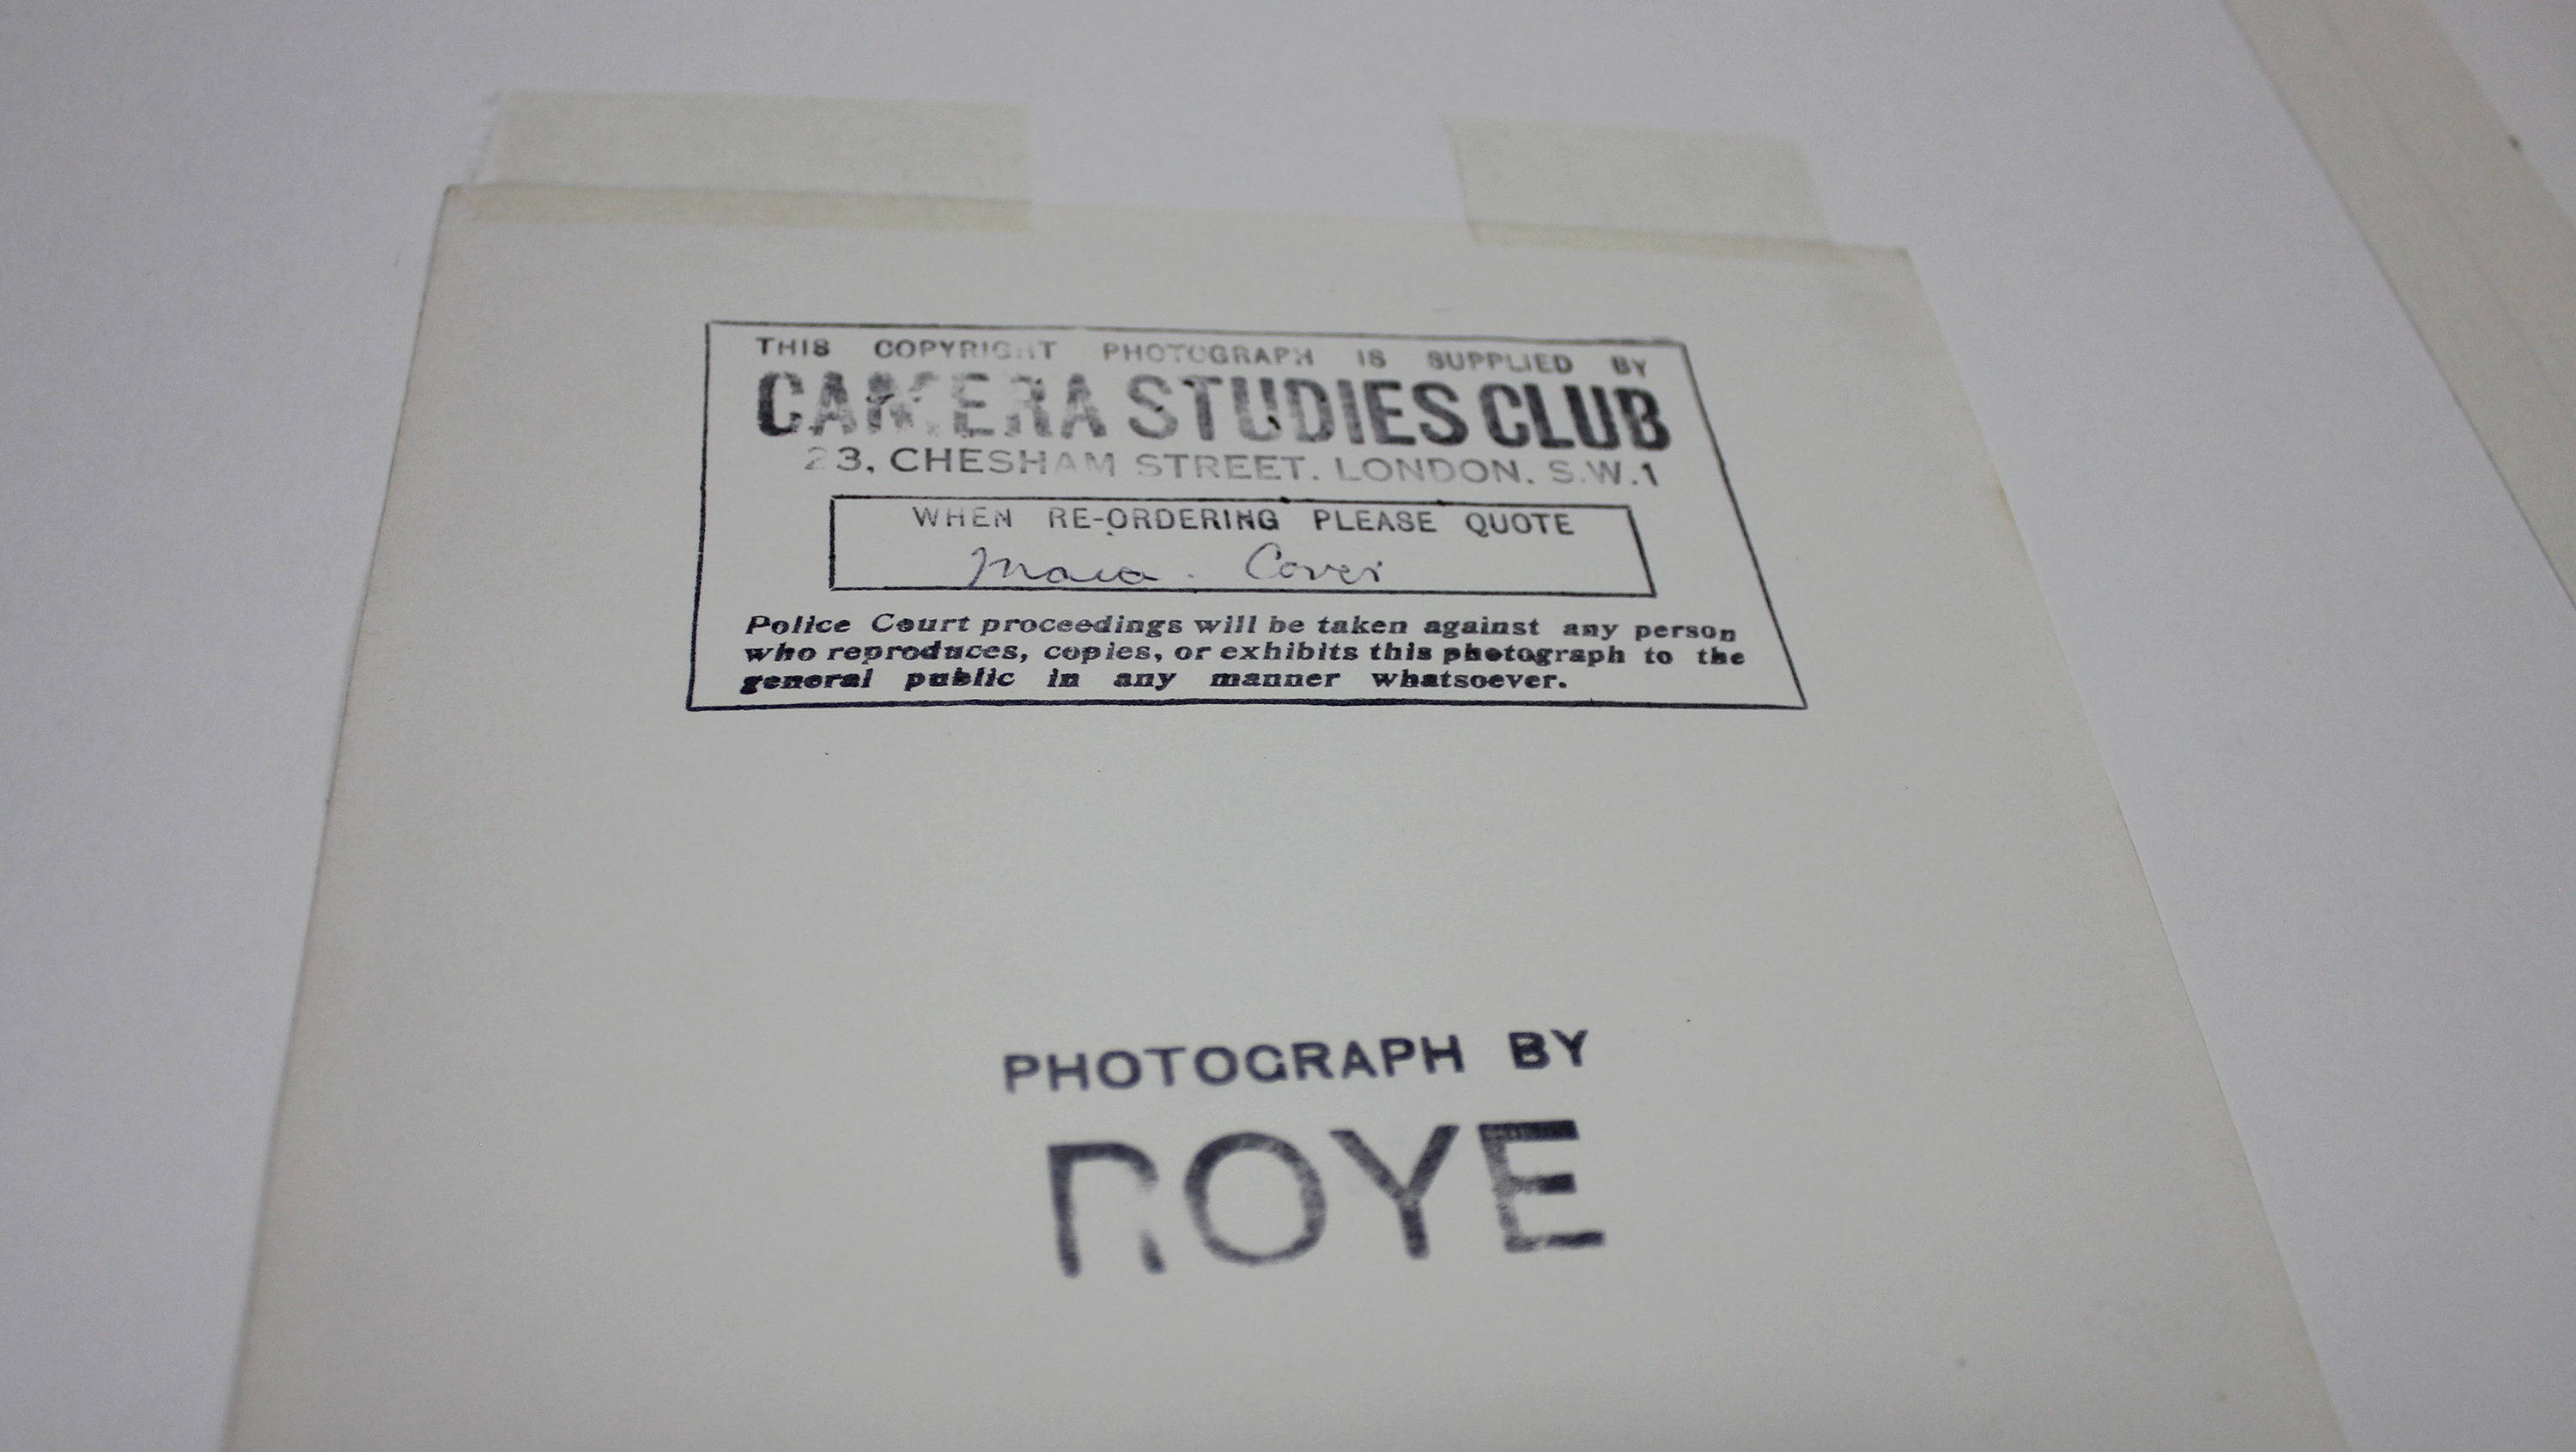 THIS COPYRIGHT PHOTOGRAPH IS SUPPLIED BY
CAMERA STUDIES CLUB
23, CHESHAM STREET. LONDON. S.W.1
WHEN RE-ORDERING PLEASE QUOTE
Cover
Police Court proceedings will be taken against any person
who reproduces, copies, or exhibits this photograph to the
general public in any manner whatsoever.
PHOTOGRAPH BY
ROYE